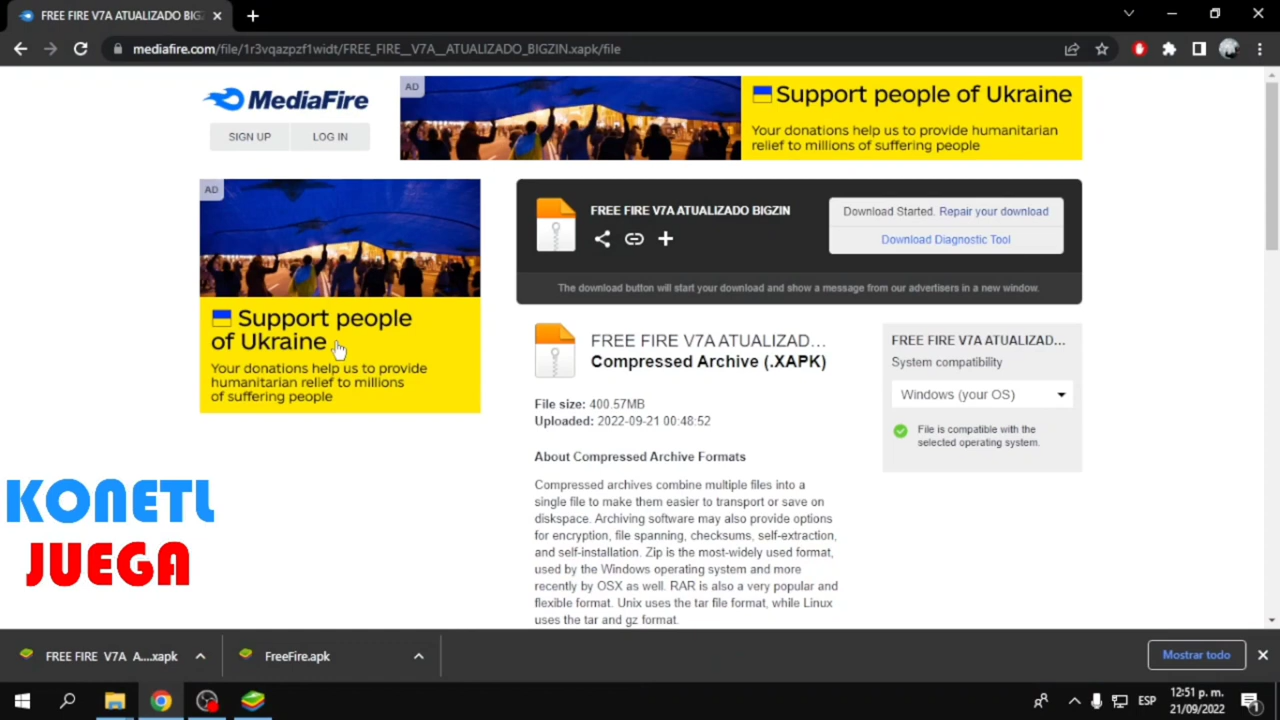 FREE FIRE V7A ATUALIZADO BIG
mediafire.com/file/1r3vqazpzf1widt/FREE_FIRE__V7A__ATUALIZADO_BIGZIN.xapk/file
MediaFire
SIGN UP
LOG IN
AD
Support people of Ukraine
Your donations help us to provide humanitarian
relief to millions of suffering people
AD
Support people
of Ukraine
Your donations help us to provide
humanitarian relief to millions
of suffering people
FREE FIRE V7A ATUALIZADO BIGZIN
Download Started. Repair your download
Download Diagnostic Tool
The download button will start your download and show a message from our advertisers in a new window.
FREE FIRE V7A ATUALIZAD...
Compressed Archive (.XAPK)
File size: 400.57MB
Uploaded: 2022-09-21 00:48:52
About Compressed Archive Formats
Compressed archives combine multiple files into a
single file to make them easier to transport or save on
diskspace. Archiving software may also provide options
for encryption, file spanning, checksums, self-extraction,
and self-installation. Zip is the most-widely used format,
used by the Windows operating system and more
recently by OSX as well. RAR is also a very popular and
flexible format. Unix uses the tar file format, while Linux
uses the tar and gz format.
FREE FIRE V7A ATUALIZAD...
System compatibility
Windows (your OS)
File is compatible with the
selected operating system.
KONETL
JUEGA
FREE FIRE V7A A....xapk
FreeFire.apk
Mostrar todo
ESP
12:51 p. m.
21/09/2022
1